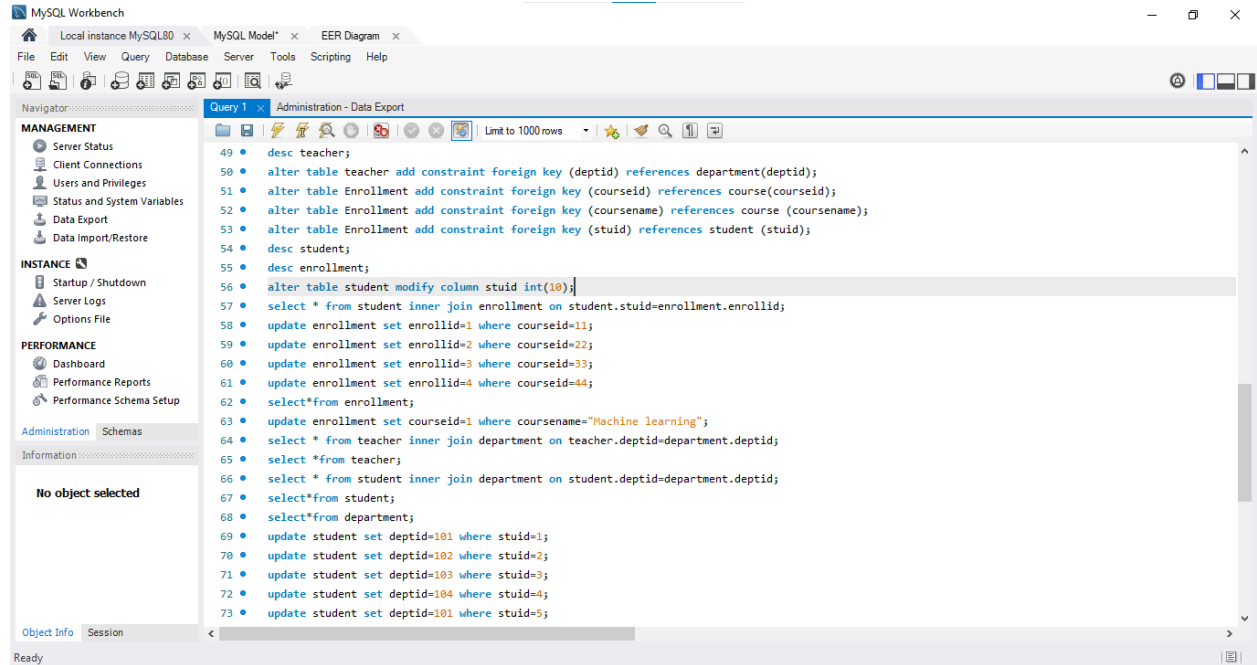 MySQL Workbench
Local instance MySQL80 × MySQL Model* × EER Diagram ×
File Edit View Query Database Server Tools Scripting Help
Navigator
MANAGEMENT
Server Status
Client Connections
Users and Privileges
Status and System Variables
Data Export
Data Import/Restore
INSTANCE
Startup / Shutdown
Server Logs
Options File
PERFORMANCE
Dashboard
Performance Reports
Performance Schema Setup
Administration Schemas
Information
No object selected
Object Info Session
Query 1 × Administration - Data Export
Limit to 1000 rows
49 desc teacher;
50 alter table teacher add constraint foreign key (deptid) references department(deptid);
51 alter table Enrollment add constraint foreign key (courseid) references course(courseid);
52 alter table Enrollment add constraint foreign key (coursename) references course (coursename);
53 alter table Enrollment add constraint foreign key (stuid) references student (stuid);
54 desc student;
55 desc enrollment;
56 alter table student modify column stuid int(10);
57 select * from student inner join enrollment on student.stuid=enrollment.enrollid;
58 update enrollment set enrollid=1 where courseid=11;
59 update enrollment set enrollid=2 where courseid=22;
60 update enrollment set enrollid=3 where courseid=33;
61 update enrollment set enrollid=4 where courseid=44;
62 select*from enrollment;
63 update enrollment set courseid=1 where coursename="Machine learning";
64 select * from teacher inner join department on teacher.deptid=department.deptid;
65 select *from teacher;
66 select * from student inner join department on student.deptid=department.deptid;
67 select*from student;
68 select*from department;
69 update student set deptid=101 where stuid=1;
70 update student set deptid=102 where stuid=2;
71 update student set deptid=103 where stuid=3;
72 update student set deptid=104 where stuid=4;
73 update student set deptid=101 where stuid=5;
Ready